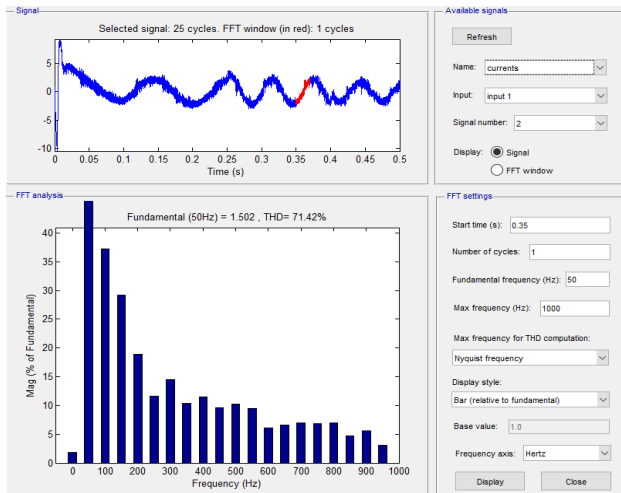 Signal
Selected signal: 25 cycles. FFT window (in red): 1 cycles
5
0
-5
-10
0 0.05 0.1 0.15 0.2 0.25 0.3 0.35 0.4 0.45 0.5
Time (s)
Available signals
Refresh
Name: currents
Input: input 1
Signal number: 2
Display: Signal
FFT window
FFT analysis
Fundamental (50Hz) = 1.502 , THD= 71.42%
Mag (% of Fundamental)
40
35
30
25
20
15
10
5
0
0 100 200 300 400 500 600 700 800 900 1000
Frequency (Hz)
FFT settings
Start time (s): 0.35
Number of cycles: 1
Fundamental frequency (Hz): 50
Max frequency (Hz): 1000
Max frequency for THD computation:
Nyquist frequency
Display style:
Bar (relative to fundamental)
Base value: 1.0
Frequency axis: Hertz
Display Close